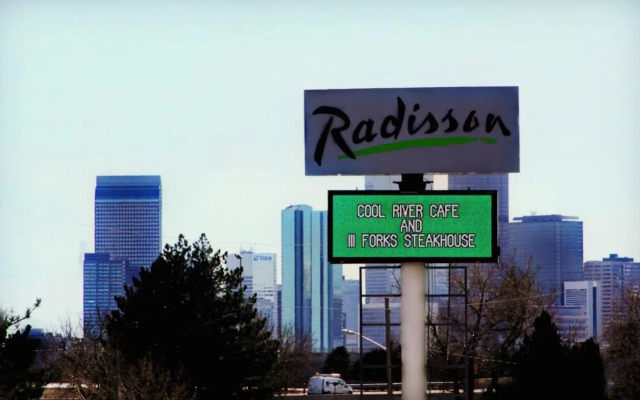 Radisson
COOL RIVER CAFE
AND
III FORKS STEAKHOUSE